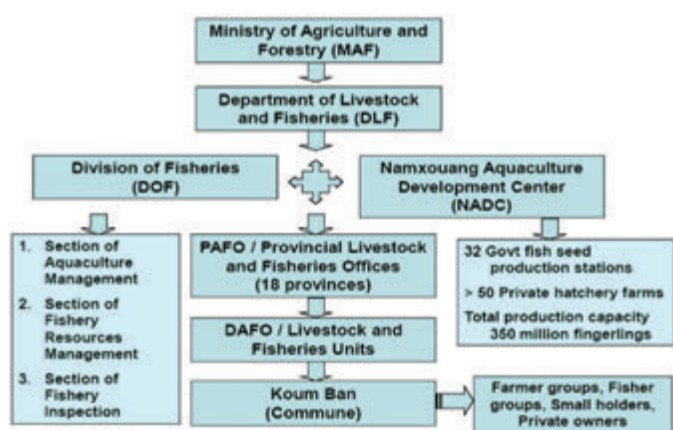 Ministry of Agriculture and
Forestry (MAF)
Department of Livestock
and Fisheries (DLF)
Division of Fisheries
(DOF)
Namxouang Aquaculture
Development Center
(NADC)
1. Section of
Aquaculture
Management
2. Section of
Fishery
Resources
Management
3. Section of
Fishery
Inspection
PAFO / Provincial Livestock
and Fisheries Offices
(18 provinces)
32 Govt fish seed
production stations
> 50 Private hatchery farms
Total production capacity
350 million fingerlings
DAFO / Livestock and
Fisheries Units
Koum Ban
(Commune)
Farmer groups, Fisher
groups, Small holders,
Private owners